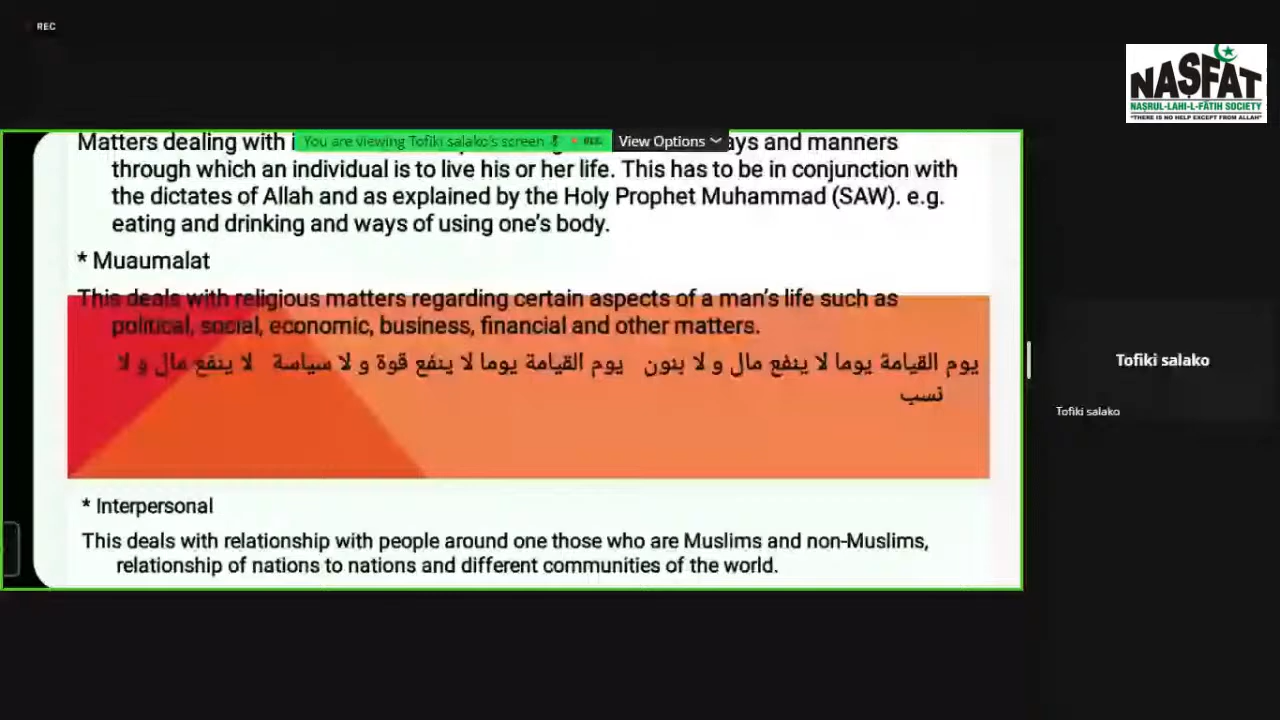 REC
NAṢFAT
NAṢRUL-LAHI-L-FĀTIH SOCIETY
"THERE IS NO HELP EXCEPT FROM ALLAH"
You are viewing Tofiki salako's screen REC View Options
Matters dealing with ays and manners
through which an individual is to live his or her life. This has to be in conjunction with
the dictates of Allah and as explained by the Holy Prophet Muhammad (SAW). e.g.
eating and drinking and ways of using one's body.
* Muaumalat
This deals with religious matters regarding certain aspects of a man's life such as
political, social, economic, business, financial and other matters.
يوم القيامة يوما لا ينفع مال و لا بنون يوم القيامة يوما لا ينفع قوة و لا سياسة لا ينفع مال و لا
نسب
* Interpersonal
This deals with relationship with people around one those who are Muslims and non-Muslims,
relationship of nations to nations and different communities of the world.
Tofiki salako
Tofiki salako